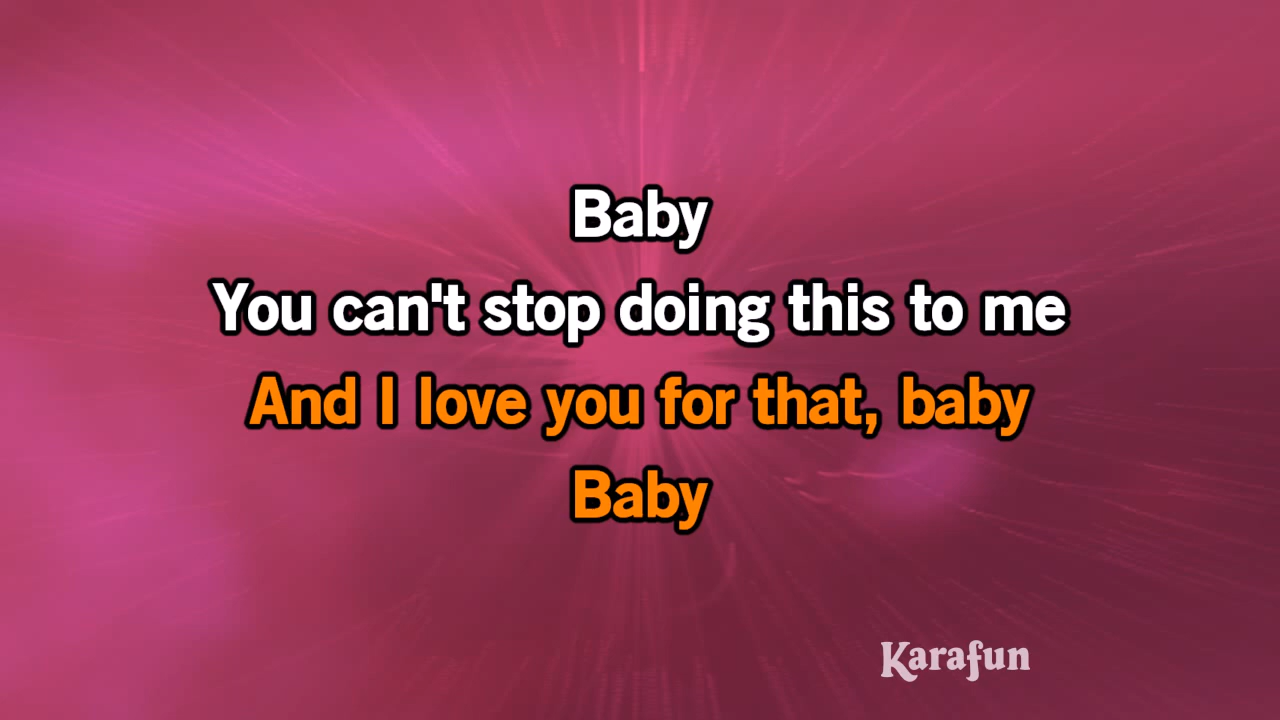 Baby
You can't stop doing this to me
And I love you for that, baby
Baby
Karafun